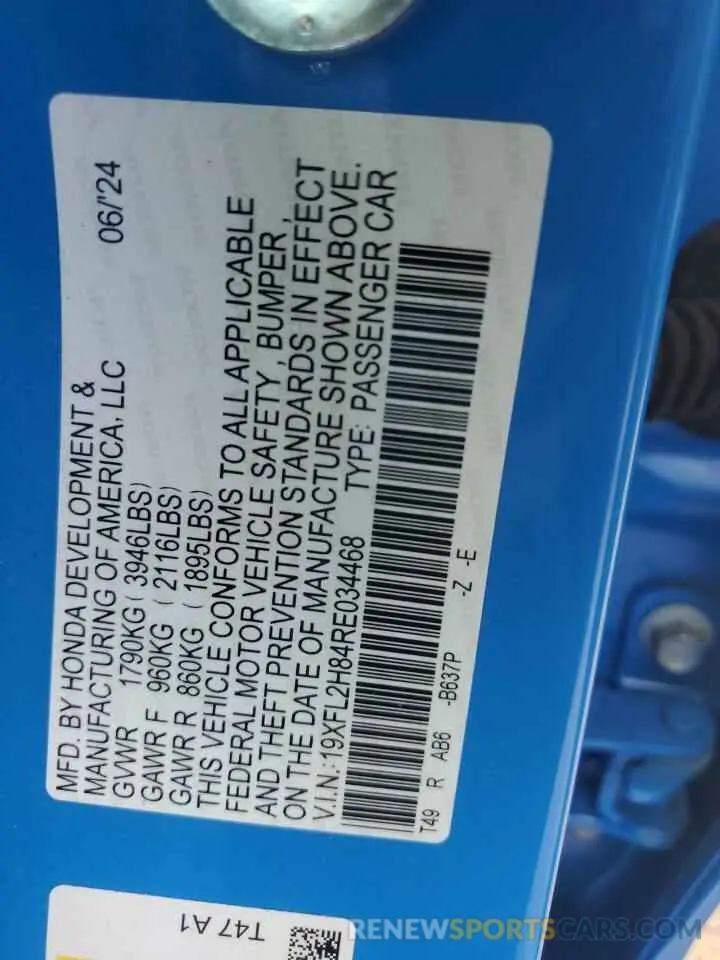 MFD. BY HONDA DEVELOPMENT &
MANUFACTURING OF AMERICA, LLC 06/'24
GVWR 1790KG ( 3946LBS)
GAWR F 960KG ( 2116LBS)
GAWR R 860KG ( 1895LBS)
THIS VEHICLE CONFORMS TO ALL APPLICABLE
FEDERAL MOTOR VEHICLE SAFETY , BUMPER ,
AND THEFT PREVENTION STANDARDS IN EFFECT
ON THE DATE OF MANUFACTURE SHOWN ABOVE.
V.I.N.: 19XFL2H84RE034468 TYPE: PASSENGER CAR
T49 R AB6 -B637P -Z -E
T47 A1
RENEWSPORTSCARS.COM